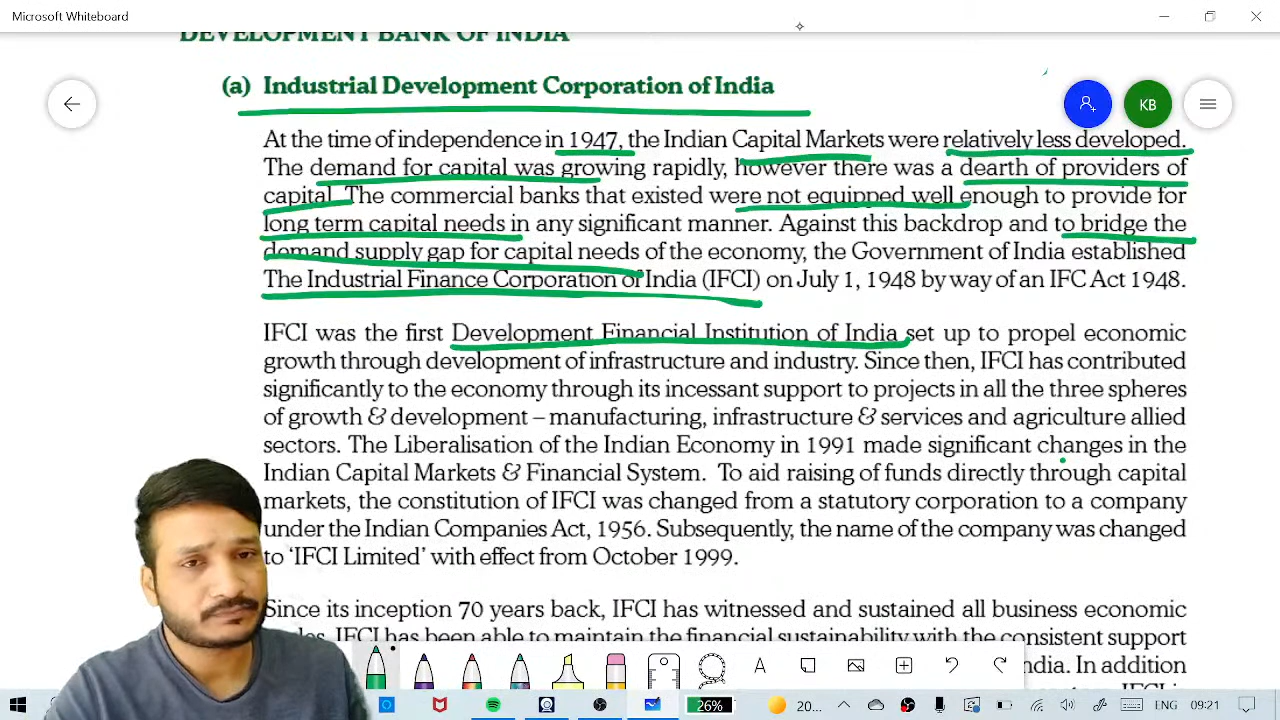 Microsoft Whiteboard
DEVELOPMENT BANK OF INDIA
(a) Industrial Development Corporation of India
KB
At the time of independence in 1947, the Indian Capital Markets were relatively less developed.
The demand for capital was growing rapidly, however there was a dearth of providers of
capital. The commercial banks that existed were not equipped well enough to provide for
long term capital needs in any significant manner. Against this backdrop and to bridge the
demand supply gap for capital needs of the economy, the Government of India established
The Industrial Finance Corporation of India (IFCI) on July 1, 1948 by way of an IFC Act 1948.
IFCI was the first Development Financial Institution of India set up to propel economic
growth through development of infrastructure and industry. Since then, IFCI has contributed
significantly to the economy through its incessant support to projects in all the three spheres
of growth & development – manufacturing, infrastructure & services and agriculture allied
sectors. The Liberalisation of the Indian Economy in 1991 made significant changes in the
Indian Capital Markets & Financial System. To aid raising of funds directly through capital
markets, the constitution of IFCI was changed from a statutory corporation to a company
under the Indian Companies Act, 1956. Subsequently, the name of the company was changed
to ‘IFCI Limited’ with effect from October 1999.
Since its inception 70 years back, IFCI has witnessed and sustained all business economic
IFCI has been able to maintain the financial sustainability with the consistent support
In addition
A
26%
20...
ENG
09:21